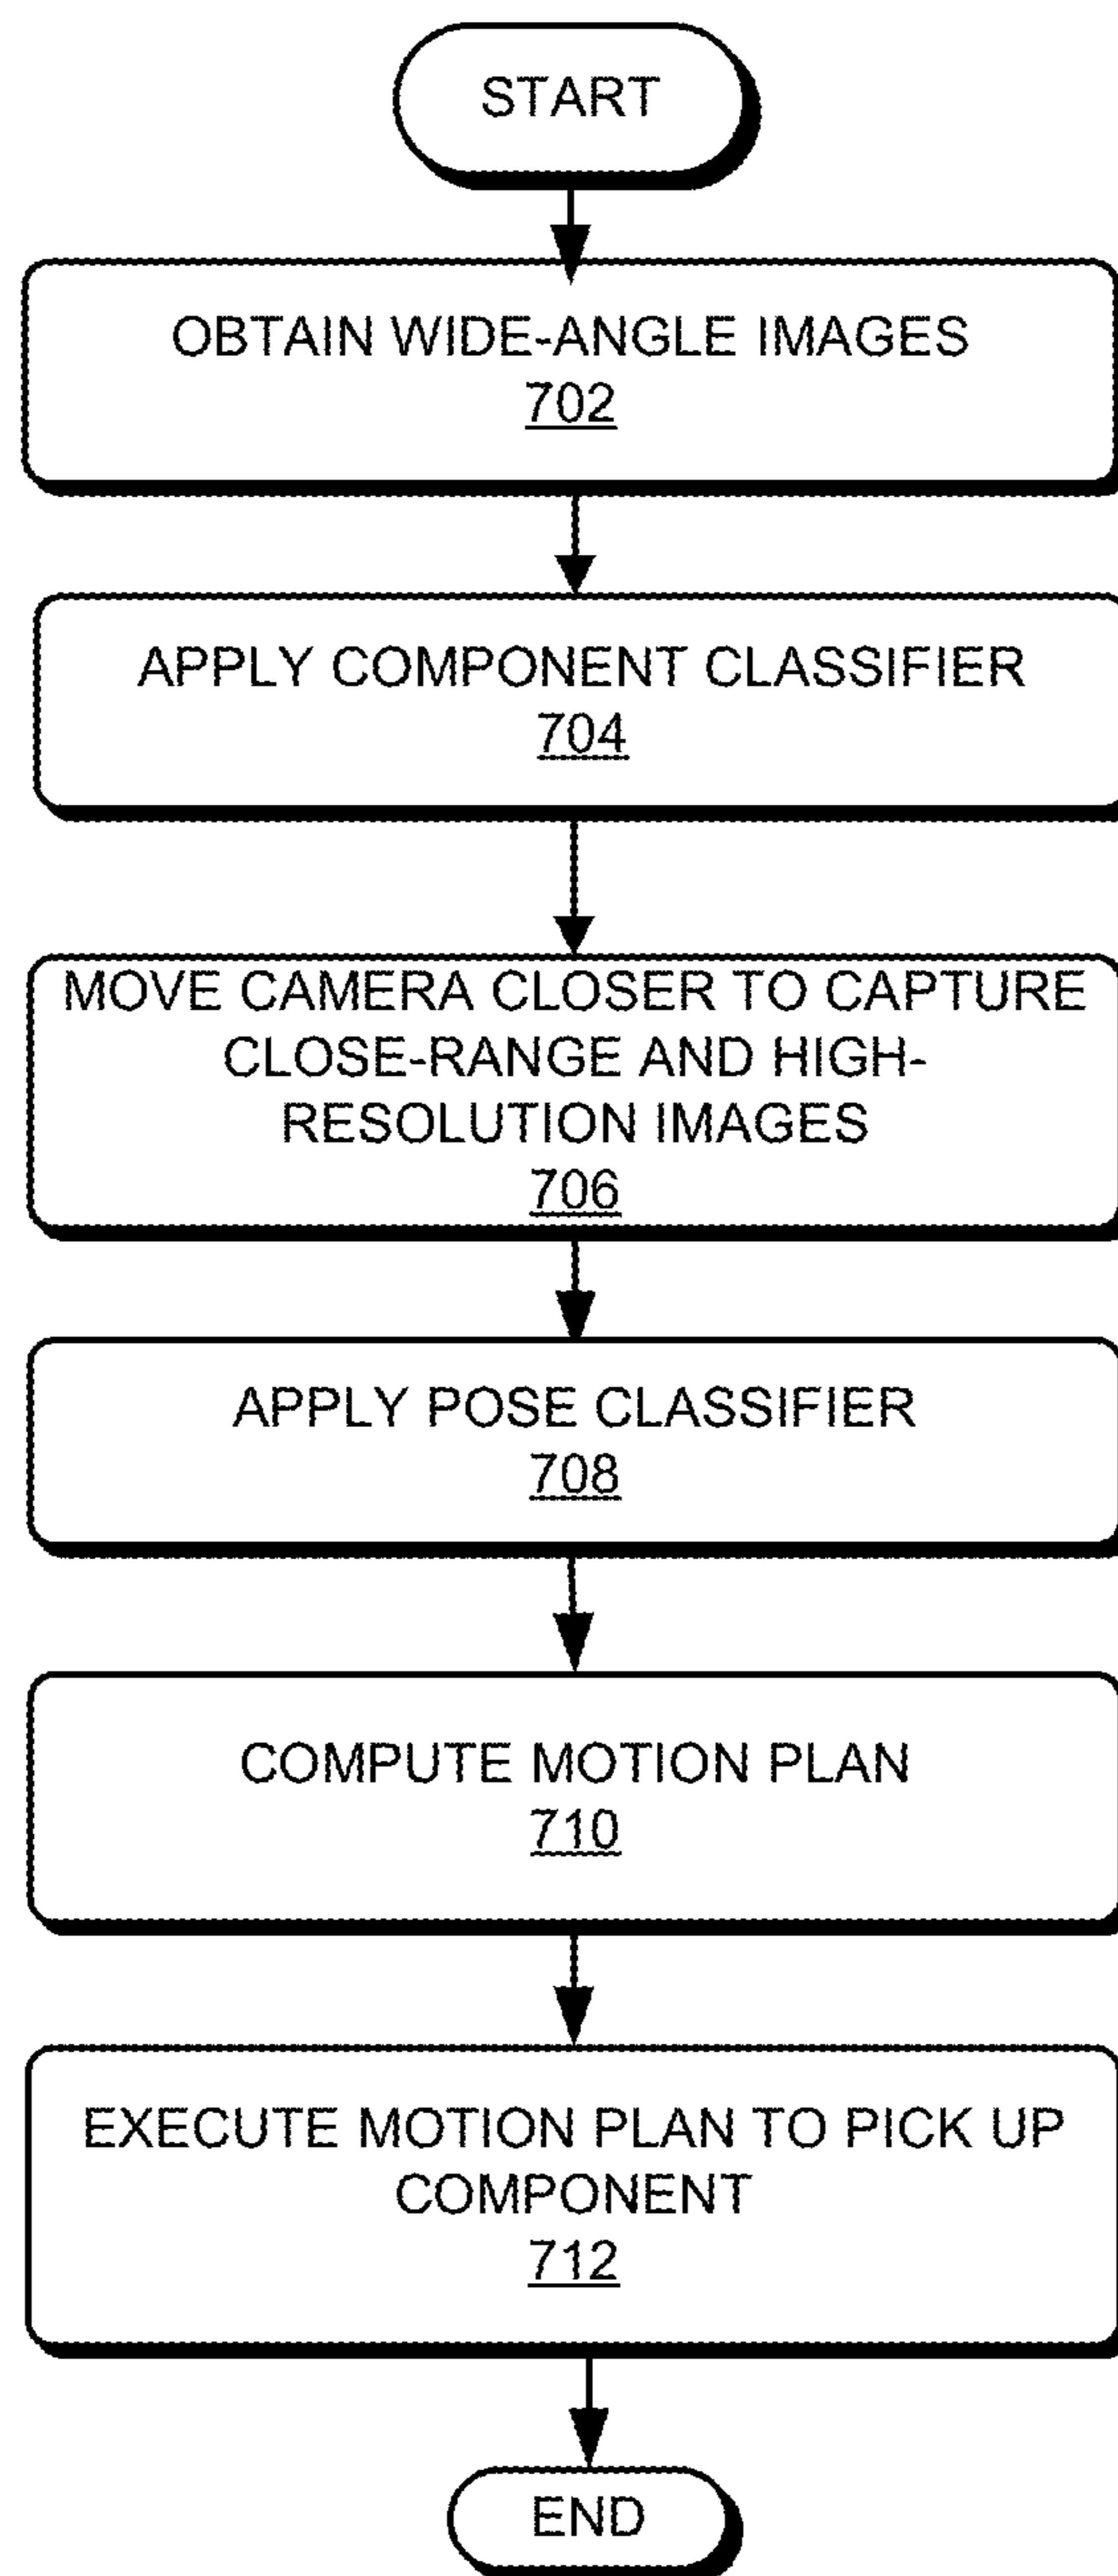 START
OBTAIN WIDE-ANGLE IMAGES
702
APPLY COMPONENT CLASSIFIER
704
MOVE CAMERA CLOSER TO CAPTURE
CLOSE-RANGE AND HIGH-
RESOLUTION IMAGES
706
APPLY POSE CLASSIFIER
708
COMPUTE MOTION PLAN
710
EXECUTE MOTION PLAN TO PICK UP
COMPONENT
712
END